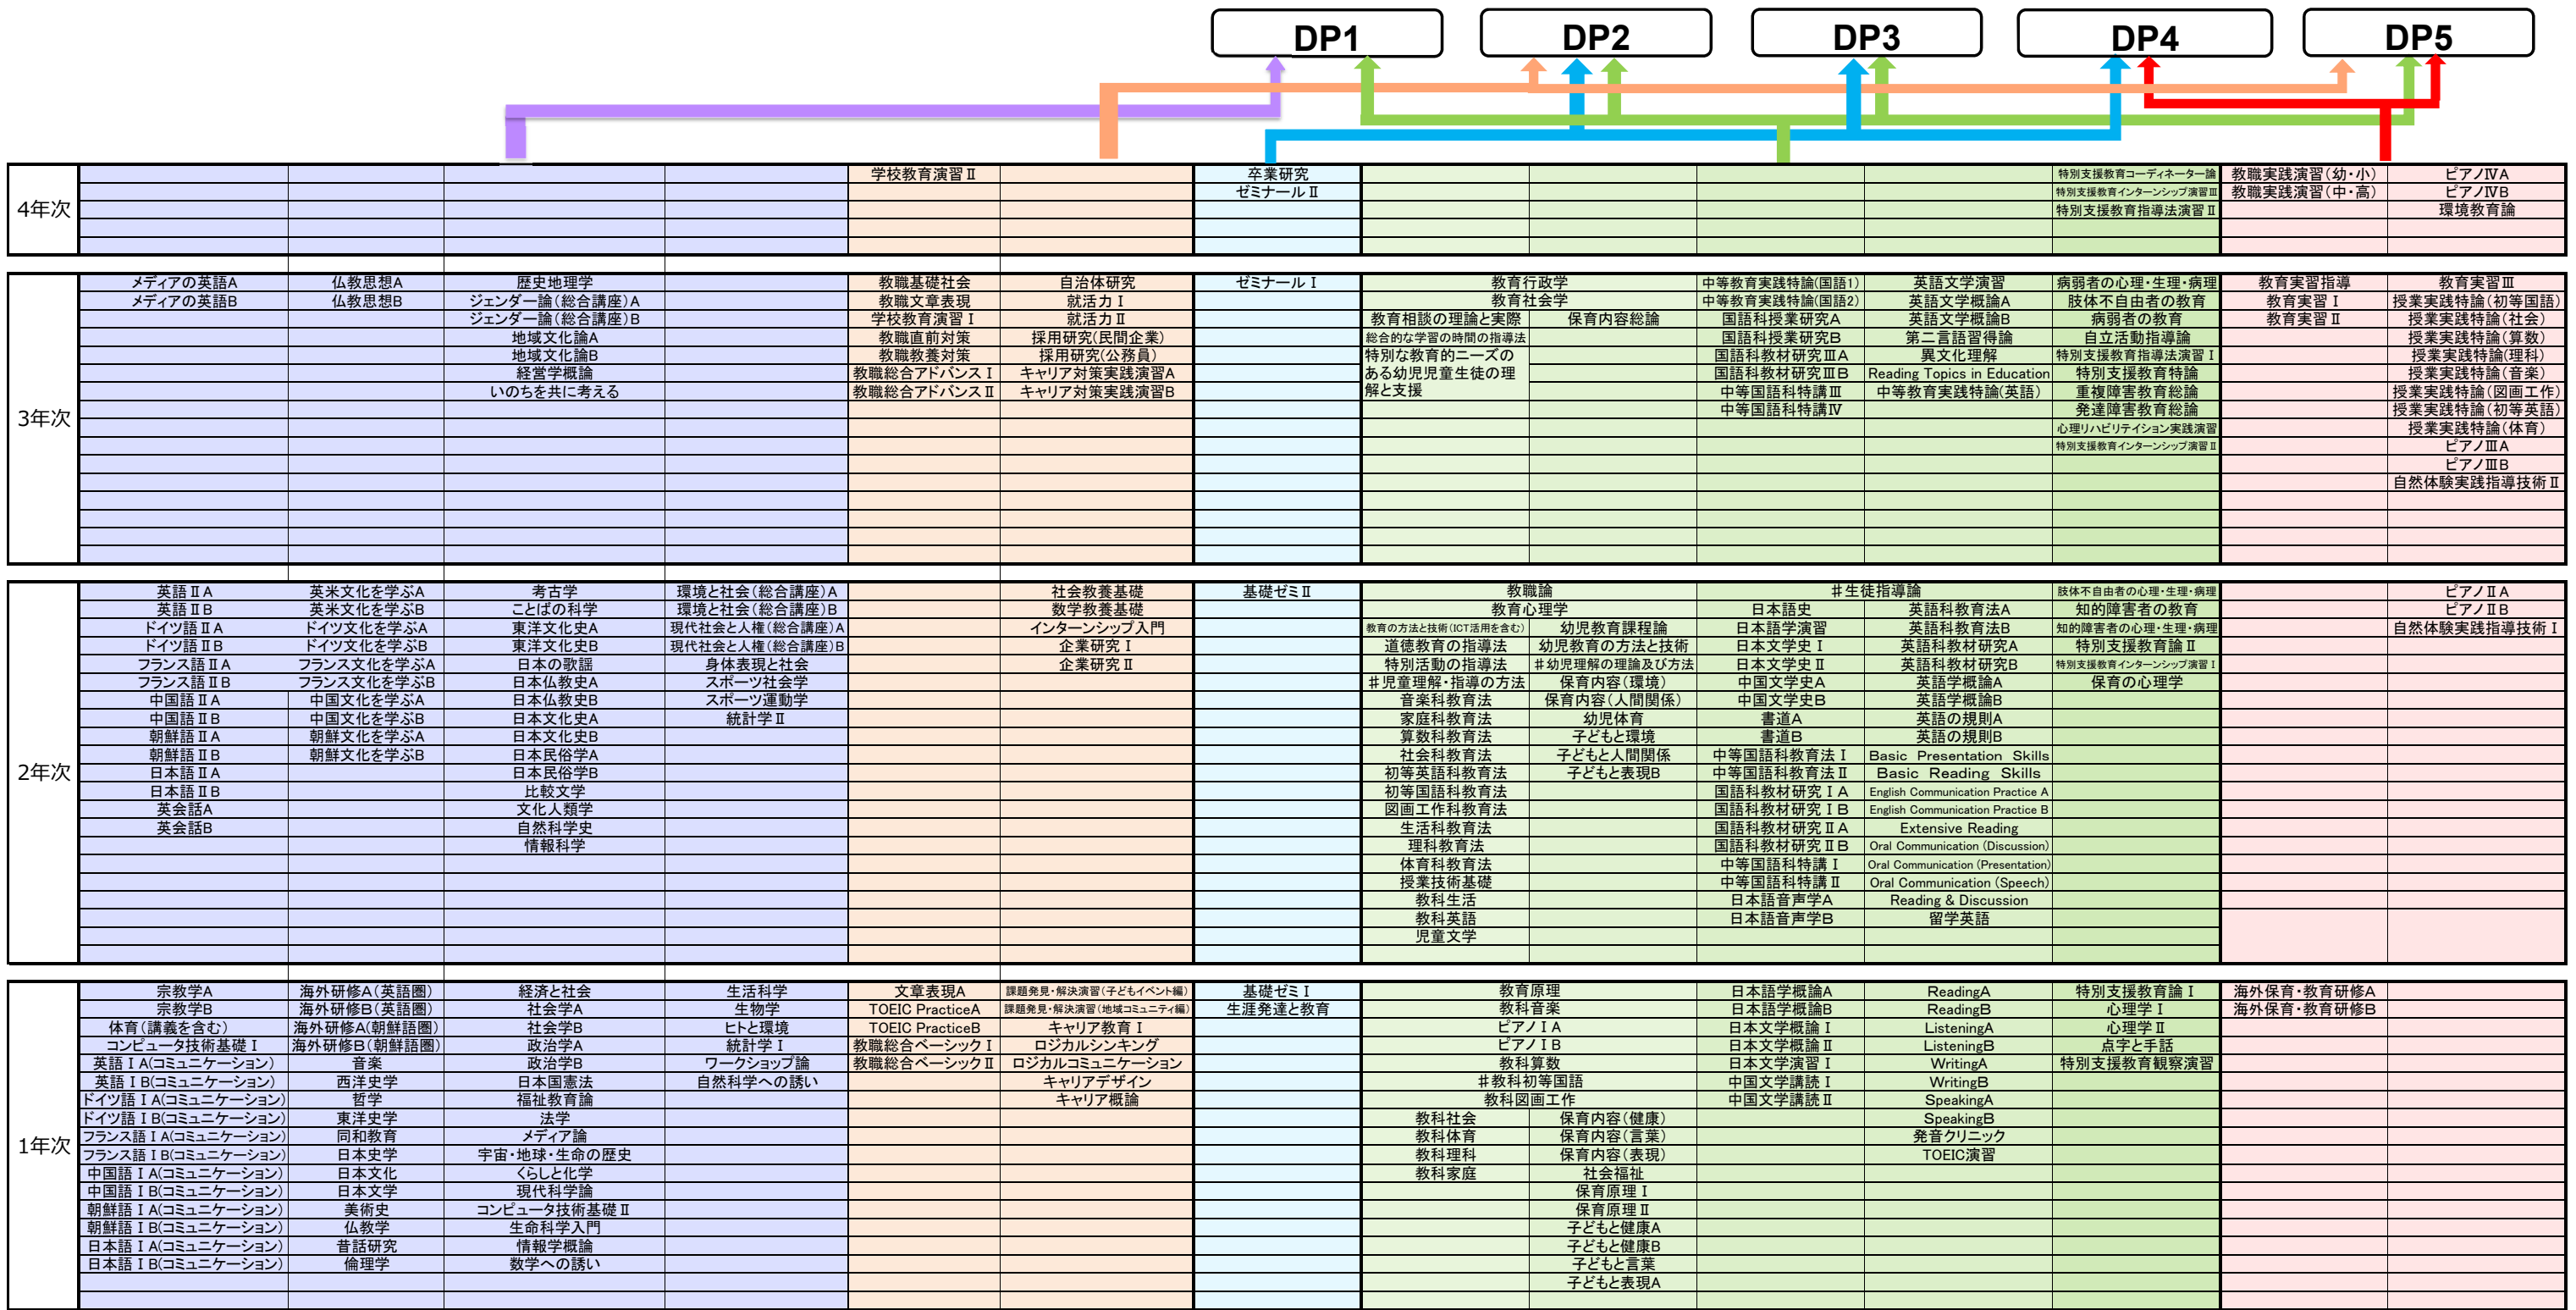 DP1 DP2 DP3 DP4 DP5
4年次
学校教育演習Ⅱ 卒業研究 特別支援教育コーディネーター論 教職実践演習(幼・小) ピアノⅣA
ゼミナールⅡ 特別支援教育インターンシップ演習Ⅲ 教職実践演習(中・高) ピアノⅣB
特別支援教育指導法演習Ⅱ 環境教育論
3年次
メディアの英語A 仏教思想A 歴史地理学 教職基礎社会 自治体研究 ゼミナールⅠ 教育行政学 中等教育実践特論(国語1) 英語文学演習 病弱者の心理・生理・病理 教育実習指導 教育実習Ⅲ
メディアの英語B 仏教思想B ジェンダー論(総合講座)A 教職文章表現 就活力Ⅰ 教育社会学 中等教育実践特論(国語2) 英語文学概論A 肢体不自由者の教育 教育実習Ⅰ 授業実践特論(初等国語)
ジェンダー論(総合講座)B 学校教育演習Ⅰ 就活力Ⅱ 教育相談の理論と実際 保育内容総論 国語科授業研究A 英語文学概論B 病弱者の教育 教育実習Ⅱ 授業実践特論(社会)
地域文化論A 教職直前対策 採用研究(民間企業) 総合的な学習の時間の指導法 国語科授業研究B 第二言語習得論 自立活動指導論 授業実践特論(算数)
地域文化論B 教職教養対策 採用研究(公務員) 特別な教育的ニーズの 国語科教材研究ⅢA 異文化理解 特別支援教育指導法演習Ⅰ 授業実践特論(理科)
経営学概論 教職総合アドバンスⅠ キャリア対策実践演習A ある幼児児童生徒の理 国語科教材研究ⅢB Reading Topics in Education 特別支援教育特論 授業実践特論(音楽)
いのちを共に考える 教職総合アドバンスⅡ キャリア対策実践演習B 解と支援 中等国語科特講Ⅲ 中等教育実践特論(英語) 重複障害教育総論 授業実践特論(図画工作)
中等国語科特講Ⅳ 発達障害教育総論 授業実践特論(初等英語)
心理リハビリテイション実践演習 授業実践特論(体育)
特別支援教育インターンシップ演習Ⅱ ピアノⅢA
ピアノⅢB
自然体験実践指導技術Ⅱ
2年次
英語ⅡA 英米文化を学ぶA 考古学 環境と社会(総合講座)A 社会教養基礎 基礎ゼミⅡ 教職論 #生徒指導論 肢体不自由者の心理・生理・病理 ピアノⅡA
英語ⅡB 英米文化を学ぶB ことばの科学 環境と社会(総合講座)B 数学教養基礎 教育心理学 日本語史 英語科教育法A 知的障害者の教育 ピアノⅡB
ドイツ語ⅡA ドイツ文化を学ぶA 東洋文化史A 現代社会と人権(総合講座)A インターンシップ入門 教育の方法と技術(ICT活用を含む) 幼児教育課程論 日本語学演習 英語科教育法B 知的障害者の心理・生理・病理 自然体験実践指導技術Ⅰ
ドイツ語ⅡB ドイツ文化を学ぶB 東洋文化史B 現代社会と人権(総合講座)B 企業研究Ⅰ 道徳教育の指導法 幼児教育の方法と技術 日本文学史Ⅰ 英語科教材研究A 特別支援教育論Ⅱ
フランス語ⅡA フランス文化を学ぶA 日本の歌謡 身体表現と社会 企業研究Ⅱ 特別活動の指導法 #幼児理解の理論及び方法 日本文学史Ⅱ 英語科教材研究B 特別支援教育インターンシップ演習Ⅰ
フランス語ⅡB フランス文化を学ぶB 日本仏教史A スポーツ社会学 #児童理解・指導の方法 保育内容(環境) 中国文学史A 英語学概論A 保育の心理学
中国語ⅡA 中国文化を学ぶA 日本仏教史B スポーツ運動学 音楽科教育法 保育内容(人間関係) 中国文学史B 英語学概論B
中国語ⅡB 中国文化を学ぶB 日本文化史A 統計学Ⅱ 家庭科教育法 幼児体育 書道A 英語の規則A
朝鮮語ⅡA 朝鮮文化を学ぶA 日本文化史B 算数科教育法 子どもと環境 書道B 英語の規則B
朝鮮語ⅡB 朝鮮文化を学ぶB 日本民俗学A 社会科教育法 子どもと人間関係 中等国語科教育法Ⅰ Basic Presentation Skills
日本語ⅡA 日本民俗学B 初等英語科教育法 子どもと表現B 中等国語科教育法Ⅱ Basic Reading Skills
日本語ⅡB 比較文学 初等国語科教育法 国語科教材研究ⅠA English Communication Practice A
英会話A 文化人類学 図画工作科教育法 国語科教材研究ⅠB English Communication Practice B
英会話B 自然科学史 生活科教育法 国語科教材研究ⅡA Extensive Reading
情報科学 理科教育法 国語科教材研究ⅡB Oral Communication (Discussion)
体育科教育法 中等国語科特講Ⅰ Oral Communication (Presentation)
授業技術基礎 中等国語科特講Ⅱ Oral Communication (Speech)
教科生活 日本語音声学A Reading & Discussion
教科英語 日本語音声学B 留学英語
児童文学
1年次
宗教学A 海外研修A(英語圏) 経済と社会 生活科学 文章表現A 課題発見・解決演習(子どもイベント編) 基礎ゼミⅠ 教育原理 日本語学概論A ReadingA 特別支援教育論Ⅰ 海外保育・教育研修A
宗教学B 海外研修B(英語圏) 社会学A 生物学 TOEIC PracticeA 課題発見・解決演習(地域コミュニティ編) 生涯発達と教育 教科音楽 日本語学概論B ReadingB 心理学Ⅰ 海外保育・教育研修B
体育(講義を含む) 海外研修A(朝鮮語圏) 社会学B ヒトと環境 TOEIC PracticeB キャリア教育Ⅰ ピアノⅠA 日本文学概論Ⅰ ListeningA 心理学Ⅱ
コンピュータ技術基礎Ⅰ 海外研修B(朝鮮語圏) 政治学A 統計学Ⅰ 教職総合ベーシックⅠ ロジカルシンキング ピアノⅠB 日本文学概論Ⅱ ListeningB 点字と手話
英語ⅠA(コミュニケーション) 音楽 政治学B ワークショップ論 教職総合ベーシックⅡ ロジカルコミュニケーション 教科算数 日本文学演習Ⅰ WritingA 特別支援教育観察演習
英語ⅠB(コミュニケーション) 西洋史学 日本国憲法 自然科学への誘い キャリアデザイン #教科初等国語 中国文学講読Ⅰ WritingB
ドイツ語ⅠA(コミュニケーション) 哲学 福祉教育論 キャリア概論 教科図画工作 中国文学講読Ⅱ SpeakingA
ドイツ語ⅠB(コミュニケーション) 東洋史学 法学 教科社会 保育内容(健康) SpeakingB
フランス語ⅠA(コミュニケーション) 同和教育 メディア論 教科体育 保育内容(言葉) 発音クリニック
フランス語ⅠB(コミュニケーション) 日本史学 宇宙・地球・生命の歴史 教科理科 保育内容(表現) TOEIC演習
中国語ⅠA(コミュニケーション) 日本文化 くらしと化学 教科家庭 社会福祉
中国語ⅠB(コミュニケーション) 日本文学 現代科学論 保育原理Ⅰ
朝鮮語ⅠA(コミュニケーション) 美術史 コンピュータ技術基礎Ⅱ 保育原理Ⅱ
朝鮮語ⅠB(コミュニケーション) 仏教学 生命科学入門 子どもと健康A
日本語ⅠA(コミュニケーション) 昔話研究 情報学概論 子どもと健康B
日本語ⅠB(コミュニケーション) 倫理学 数学への誘い 子どもと言葉
子どもと表現A